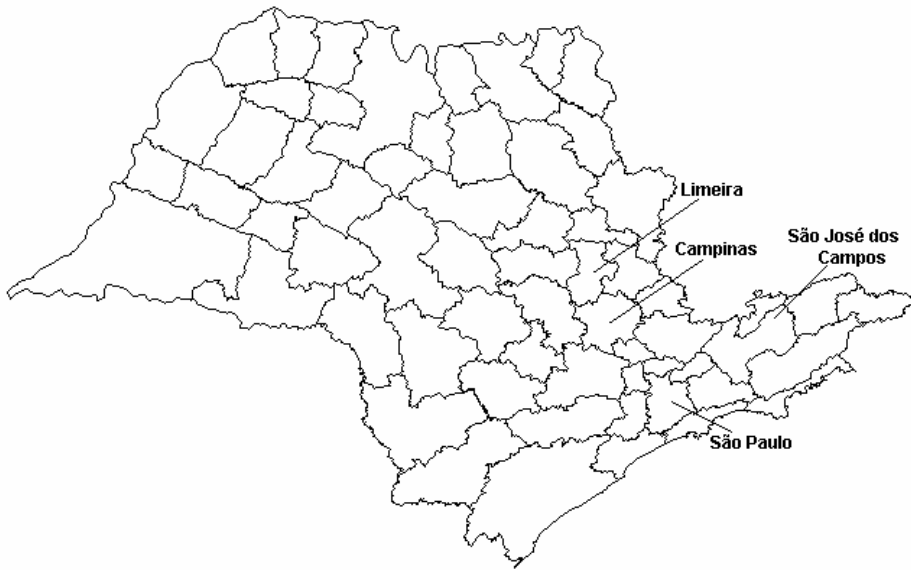 Limeira
Campinas
São José dos
Campos
São Paulo